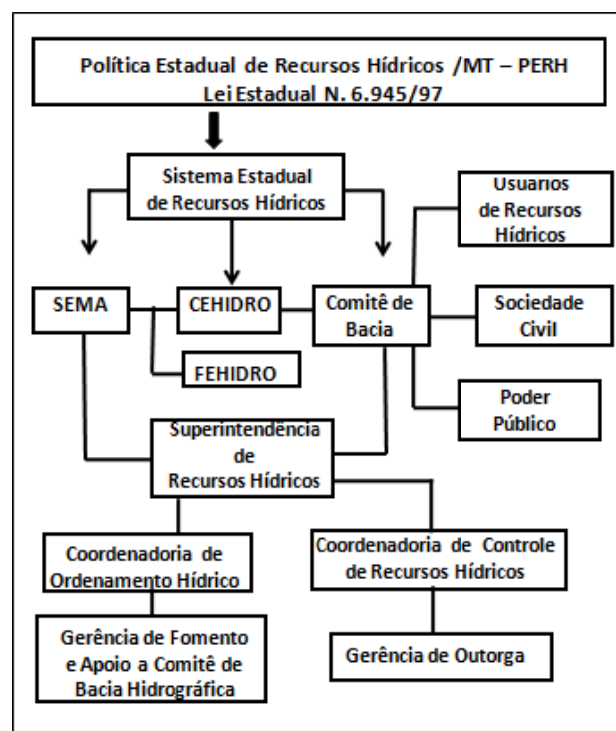 Política Estadual de Recursos Hídricos /MT – PERH
Lei Estadual N. 6.945/97
Sistema Estadual
de Recursos Hídricos
Usuários
de Recursos
Hídricos
SEMA
CEHIDRO
Comitê de
Bacia
Sociedade
Civil
FEHIDRO
Poder
Público
Superintendência
de
Recursos Hídricos
Coordenadoria de
Ordenamento Hídrico
Coordenadoria de Controle
de Recursos Hídricos
Gerência de Fomento
e Apoio a Comitê de
Bacia Hidrográfica
Gerência de Outorga